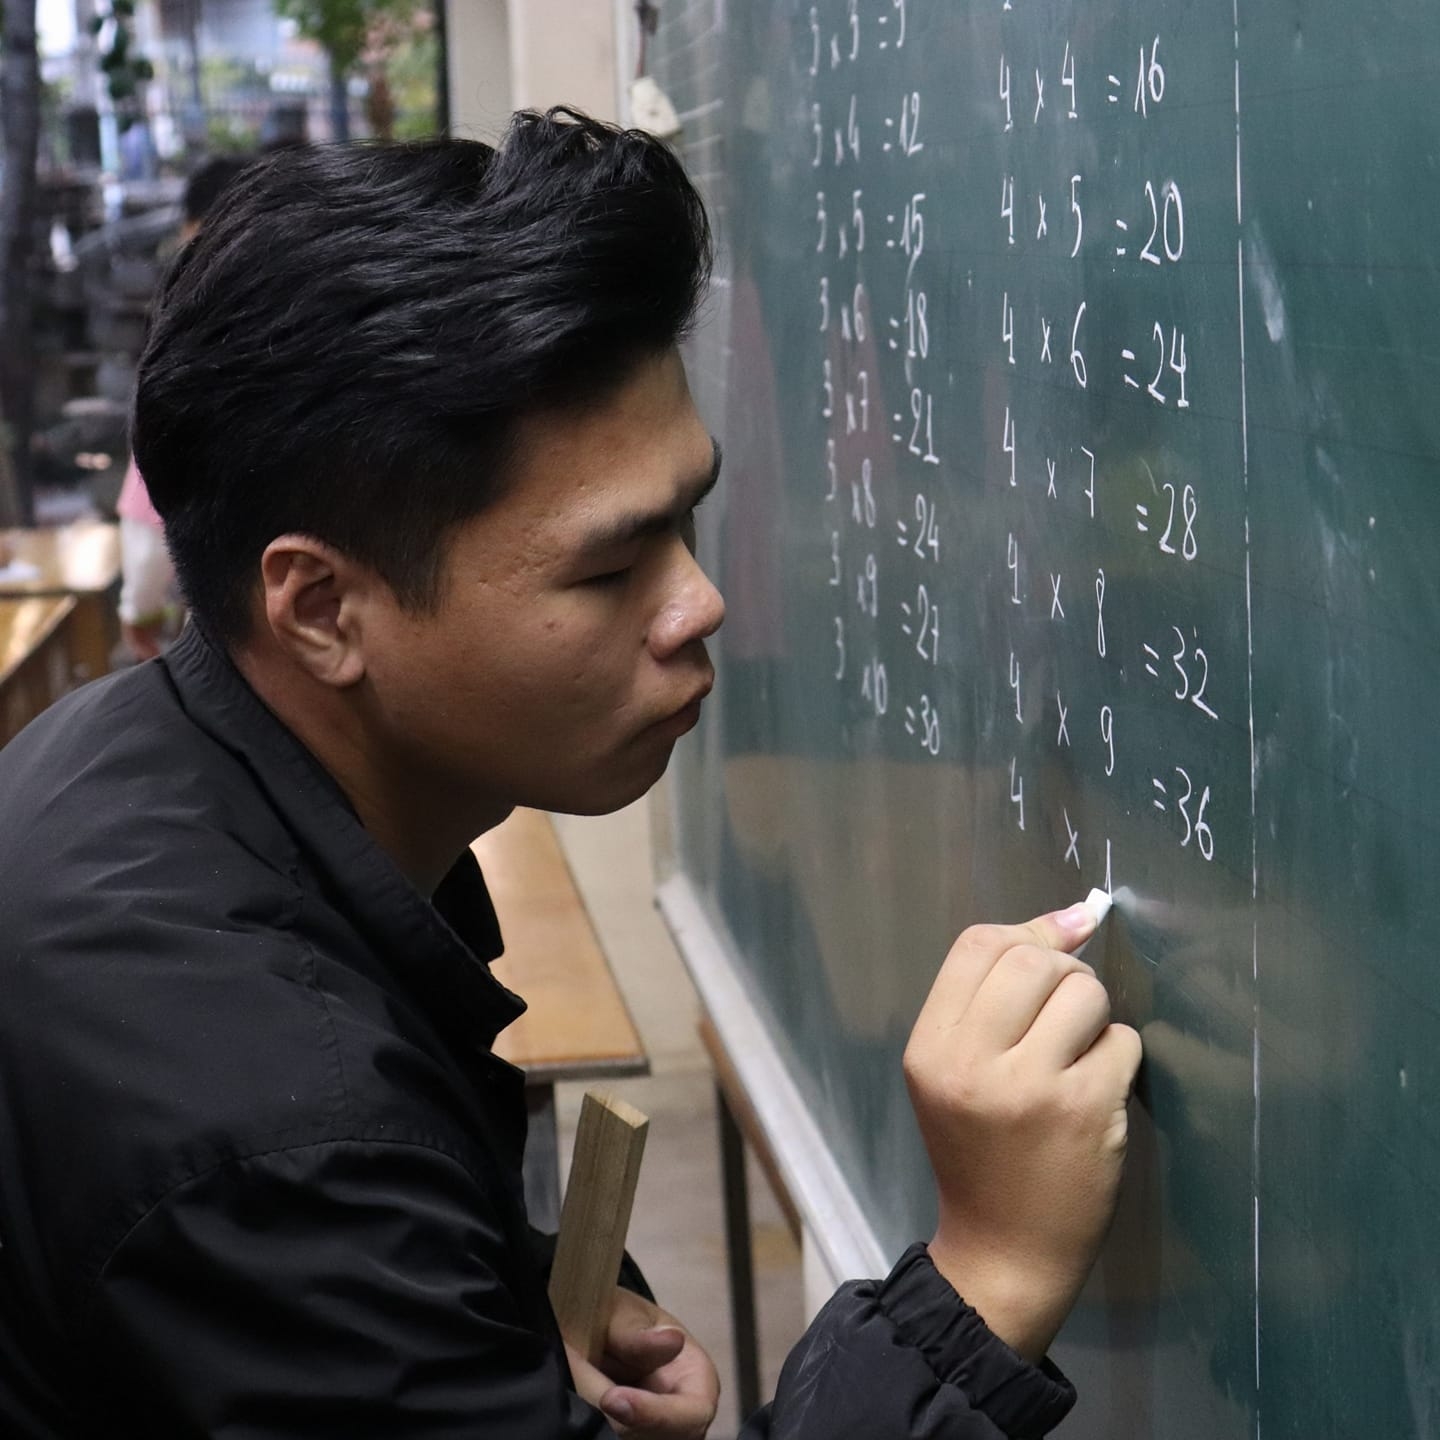 3 x 3 = 9
3 x 4 = 12
3 x 5 = 15
3 x 6 = 18
3 x 7 = 21
3 x 8 = 24
3 x 9 = 27
3 x 10 = 30
4 x 4 = 16
4 x 5 = 20
4 x 6 = 24
4 x 7 = 28
4 x 8 = 32
4 x 9 = 36
4 x 1